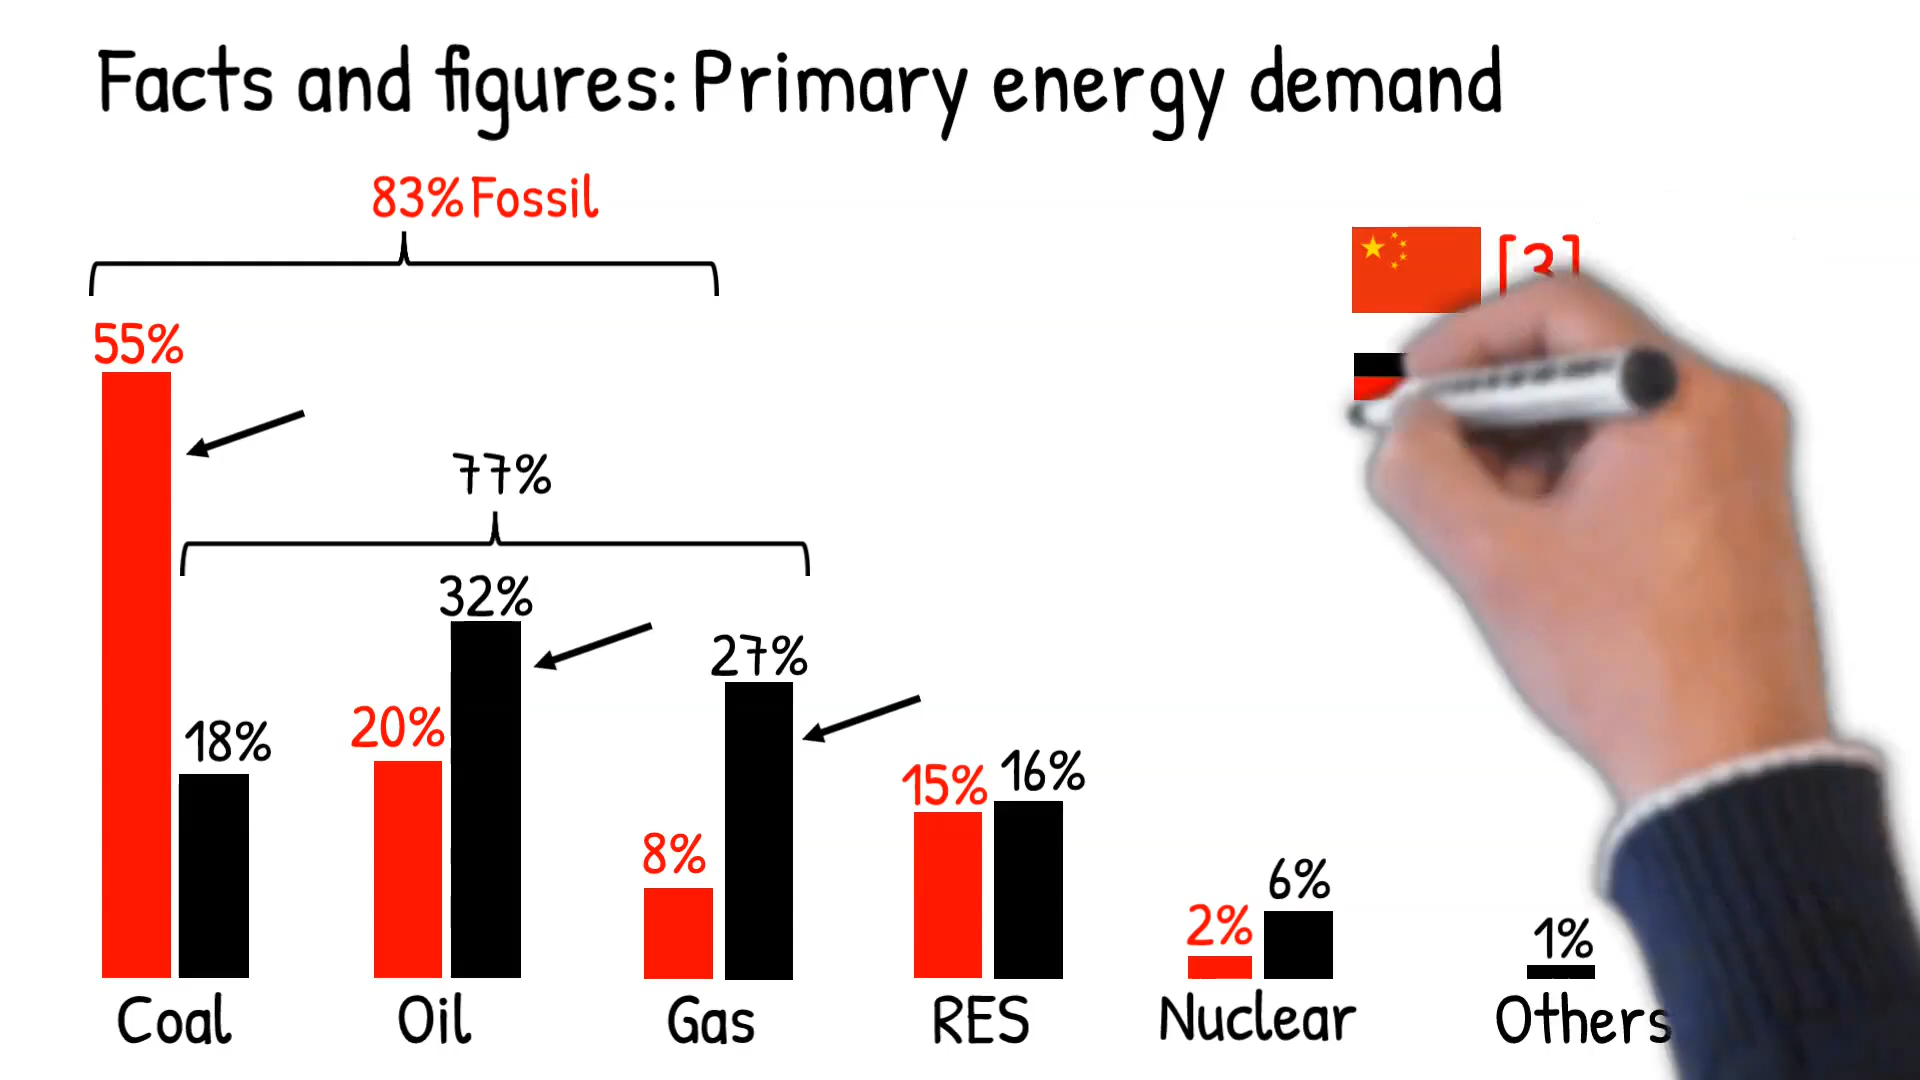 Facts and figures: Primary energy demand
83% Fossil
[3]
55%
77%
32%
27%
18%
20%
15%
16%
8%
6%
2%
1%
Coal
Oil
Gas
RES
Nuclear
Others